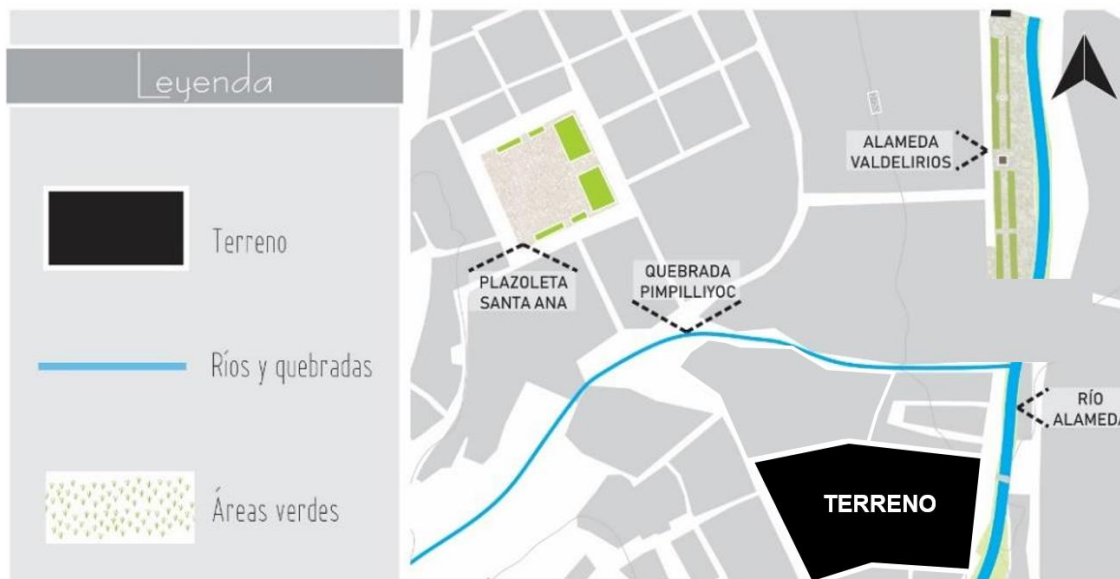 Leyenda
Terreno
Ríos y quebradas
Áreas verdes
ALAMEDA
VALDELIRIOS
PLAZOLETA
SANTA ANA
QUEBRADA
PIMPILLIYOC
RÍO
ALAMEDA
TERRENO